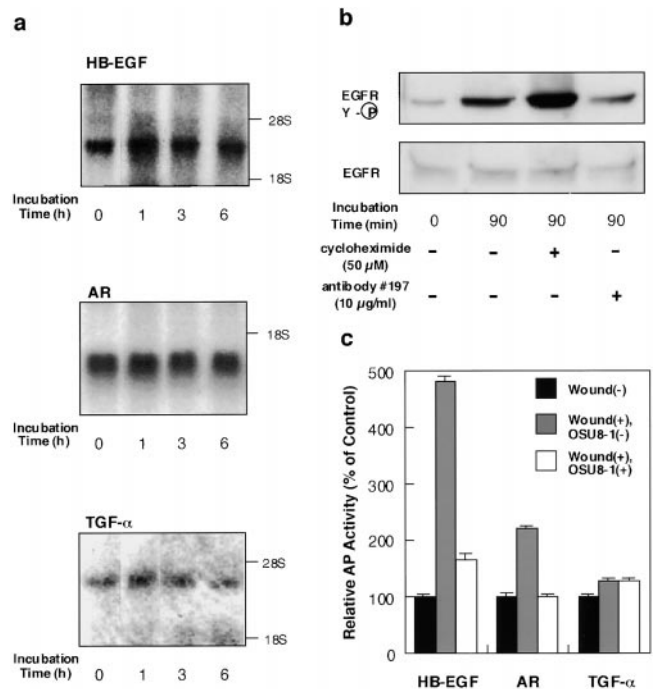 a
HB-EGF
28S
18S
Incubation
Time (h) 0 1 3 6
AR
18S
Incubation
Time (h) 0 1 3 6
TGF-α
28S
18S
Incubation
Time (h) 0 1 3 6
b
EGFR
Y - P
EGFR
Incubation
Time (min) 0 90 90 90
cycloheximide
(50 µM) - - + -
antibody #197
(10 µg/ml) - - - +
c
Relative AP Activity (% of Control)
500
400
300
200
100
0
Wound(-)
Wound(+),
OSU8-1(-)
Wound(+),
OSU8-1(+)
HB-EGF AR TGF-α